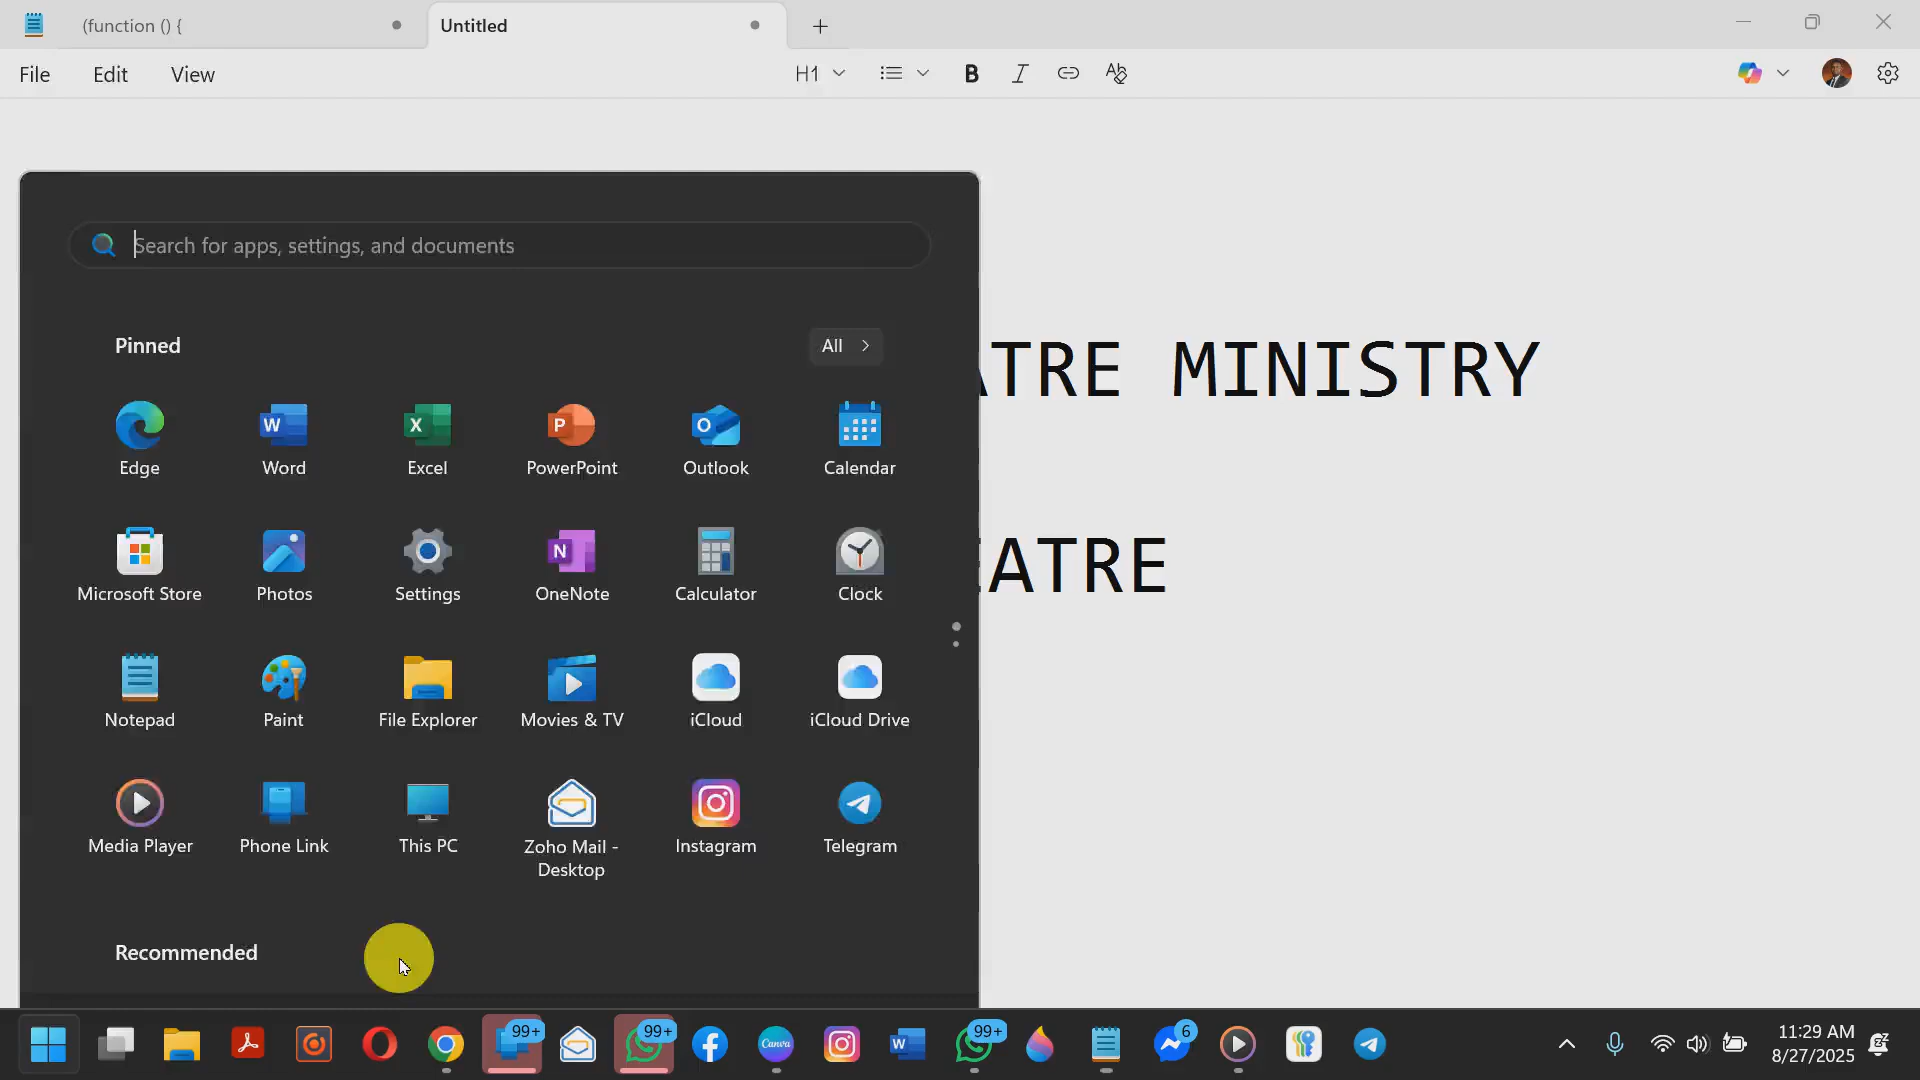 (function () {
Untitled
File Edit View
H1
Search for apps, settings, and documents
Pinned
All
Edge Word Excel PowerPoint Outlook Calendar
Microsoft Store Photos Settings OneNote Calculator Clock
Notepad Paint File Explorer Movies & TV iCloud iCloud Drive
Media Player Phone Link This PC Zoho Mail - Desktop Instagram Telegram
Recommended
ATRE MINISTRY
EATRE
99+ 99+ Canva 99+ 6
11:29 AM
8/27/2025